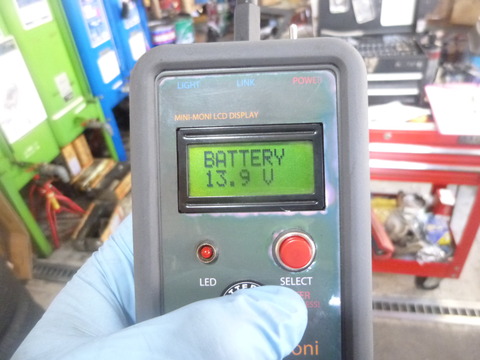 LIGHT LINK POWER
MINI-MONI LCD DISPLAY
BATTERY
13.9 V
LED SELECT